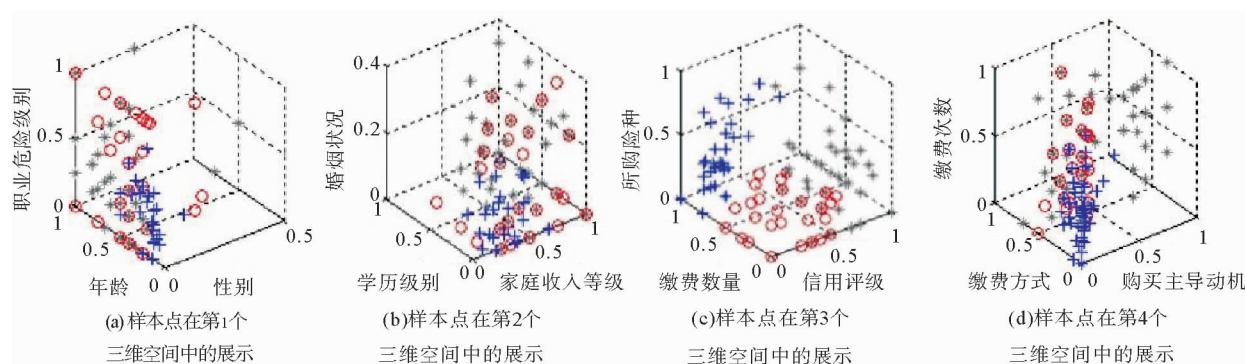 1
0.5
0
1
0.5
0
0
0.5
职业危险级别
年龄
性别
(a)样本点在第1个
三维空间中的展示
0.4
0.2
0
1
0.5
0
0
0.5
1
婚烟状况
学历级别
家庭收入等级
(b)样本点在第2个
三维空间中的展示
1
0.5
0
1
0.5
0
0
0.5
1
所购险种
缴费数量
信用评级
(c)样本点在第3个
三维空间中的展示
1
0.5
0
1
0.5
0
0
0.5
1
缴费次数
缴费方式
购买主导动机
(d)样本点在第4个
三维空间中的展示